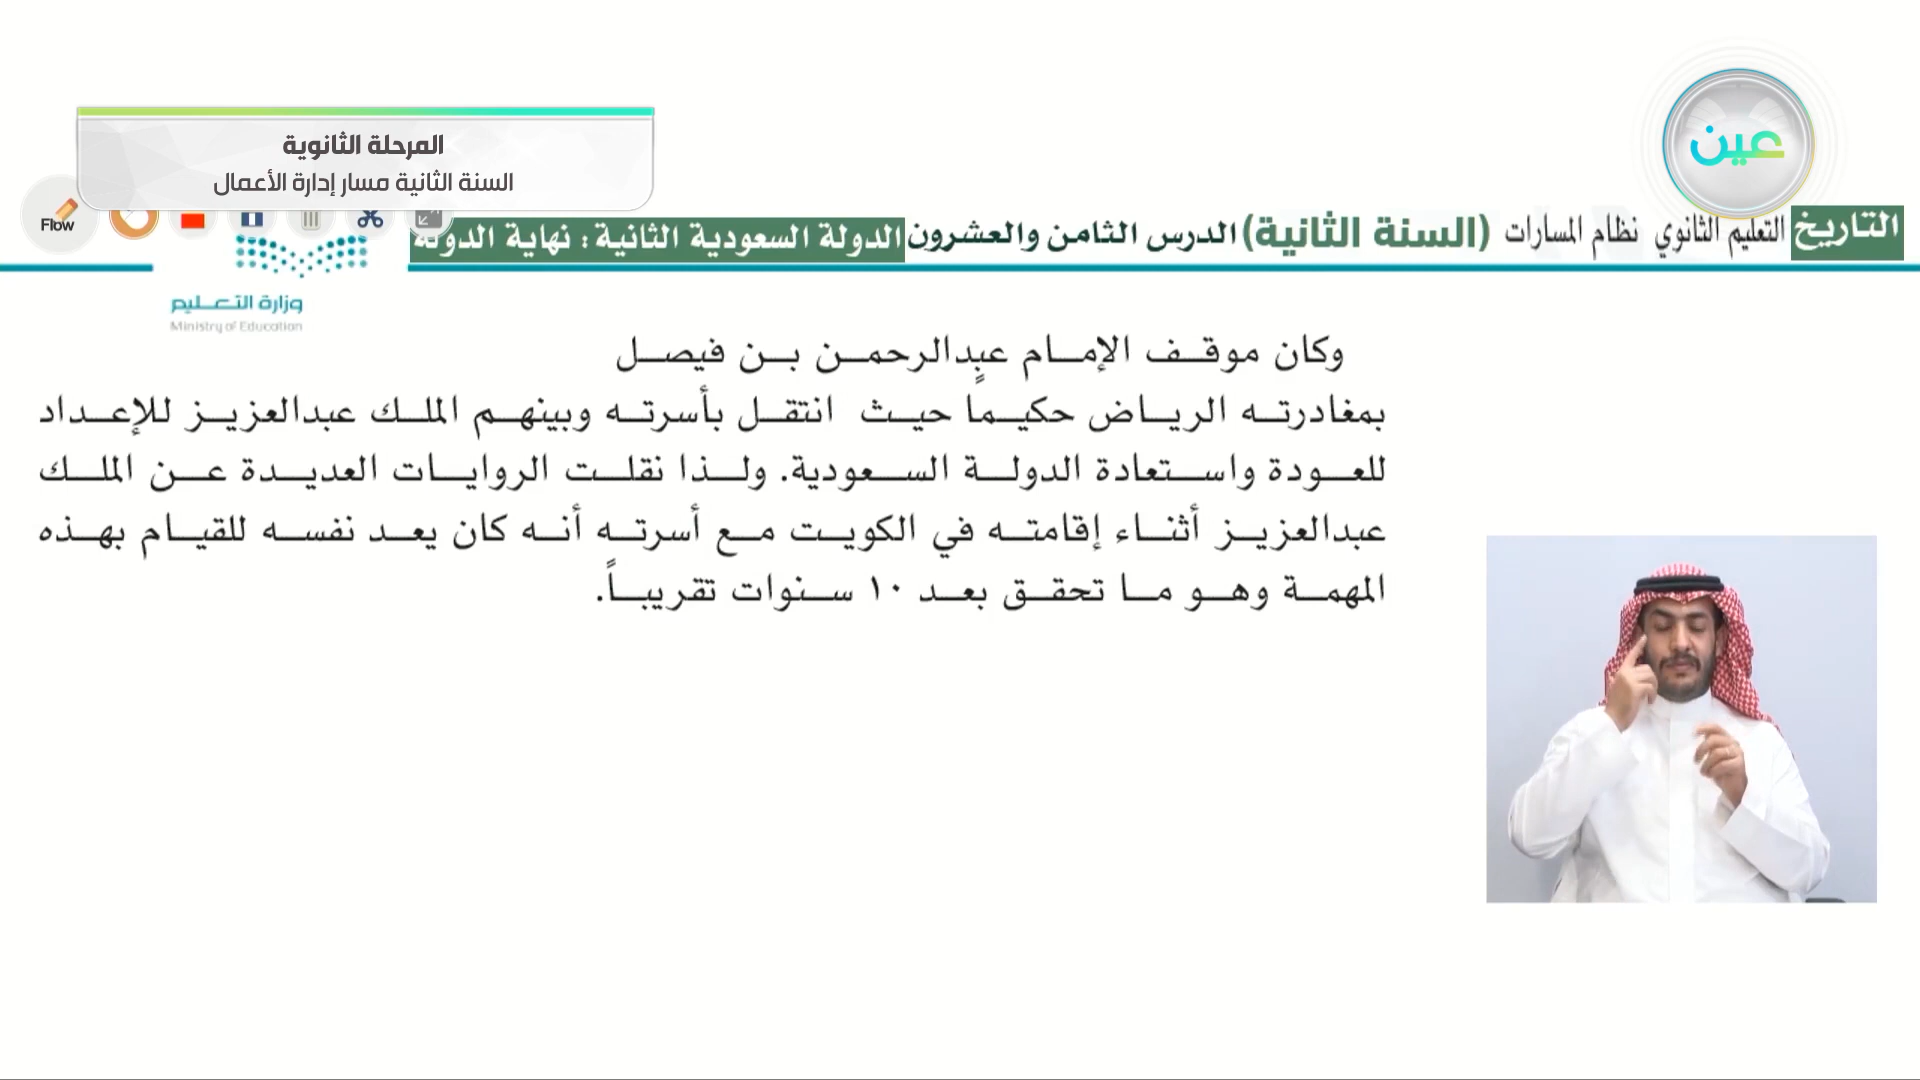 عين
المرحلة الثانوية
السنة الثانية مسار إدارة الأعمال
Flow
التاريخ التعليم الثانوي نظام المسارات (السنة الثانية) الدرس الثامن والعشرون الدولة السعودية الثانية : نهاية الدولة
وزارة التعليم
Ministry of Education
وكان موقف الإمام عبدالرحمن بن فيصل
بمغادرته الرياض حكيماً حيث انتقل بأسرته وبينهم الملك عبدالعزيز للإعداد
للعودة واستعادة الدولة السعودية. ولذا نقلت الروايات العديدة عن الملك
عبدالعزيز أثناء إقامته في الكويت مع أسرته أنه كان يعد نفسه للقيام بهذه
المهمة وهو ما تحقق بعد ١٠ سنوات تقريباً.